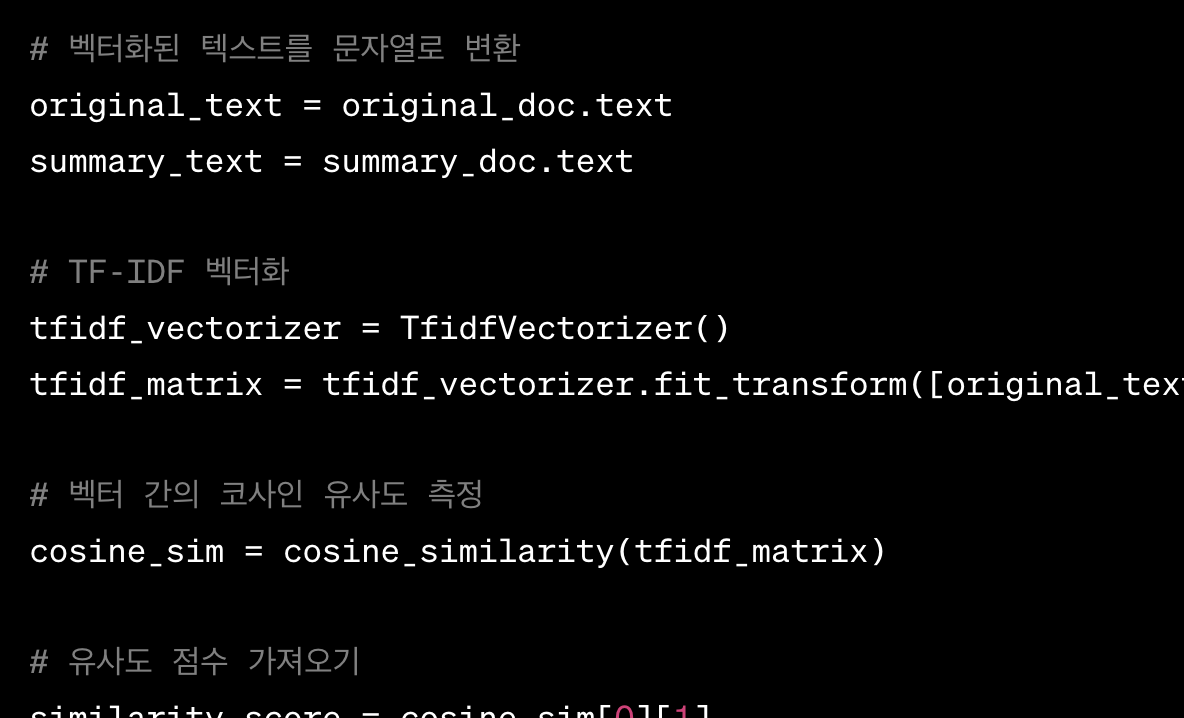 # 벡터화된 텍스트를 문자열로 변환
original_text = original_doc.text
summary_text = summary_doc.text
# TF-IDF 벡터화
tfidf_vectorizer = TfidfVectorizer()
tfidf_matrix = tfidf_vectorizer.fit_transform([original_tex
# 벡터 간의 코사인 유사도 측정
cosine_sim = cosine_similarity(tfidf_matrix)
# 유사도 점수 가져오기
similarity_score = cosine_sim[0][1]